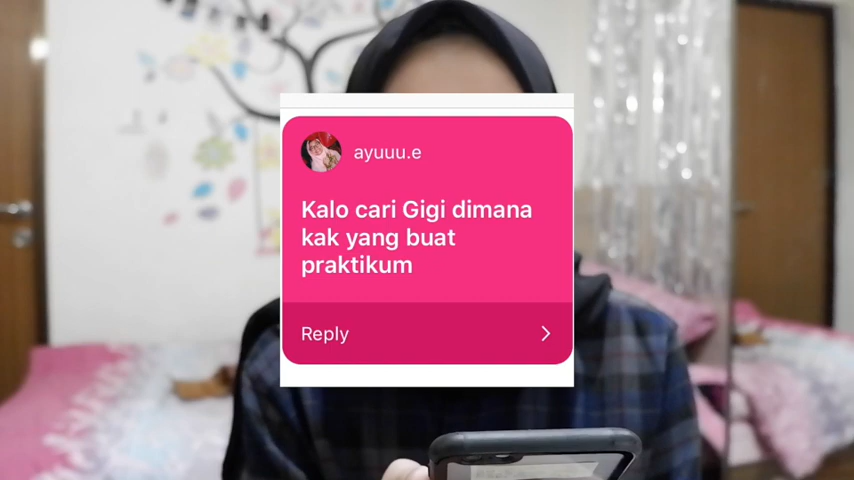 ayuuu.e
Kalo cari Gigi dimana
kak yang buat
praktikum
Reply